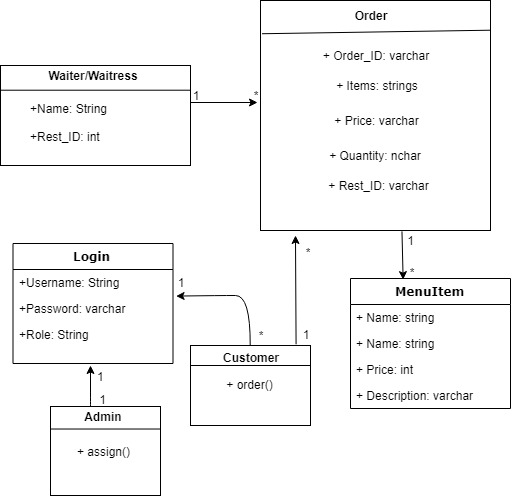 Order
+ Order_ID: varchar
+ Items: strings
+ Price: varchar
+ Quantity: nchar
+ Rest_ID: varchar
Waiter/Waitress
+Name: String
+Rest_ID: int
1
*
Login
+Username: String
+Password: varchar
+Role: String
1
*
*
1
1
*
MenuItem
+ Name: string
+ Name: string
+ Price: int
+ Description: varchar
Customer
+ order()
1
1
Admin
+ assign()